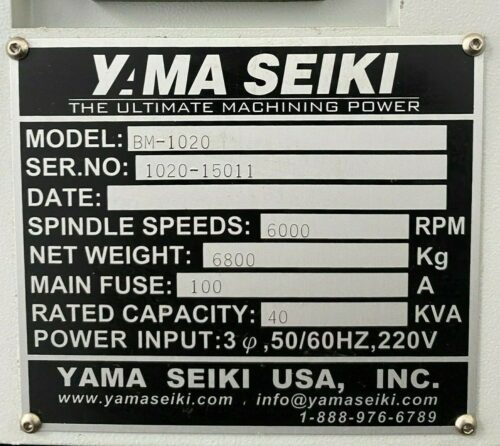 YAMA SEIKI
THE ULTIMATE MACHINING POWER
MODEL: BM-1020
SER.NO: 1020-15011
DATE:
SPINDLE SPEEDS: 6000 RPM
NET WEIGHT: 6800 Kg
MAIN FUSE: 100 A
RATED CAPACITY: 40 KVA
POWER INPUT:3φ,50/60HZ,220V
YAMA SEIKI USA, INC.
www.yamaseiki.com . info@yamaseiki.com
1-888-976-6789